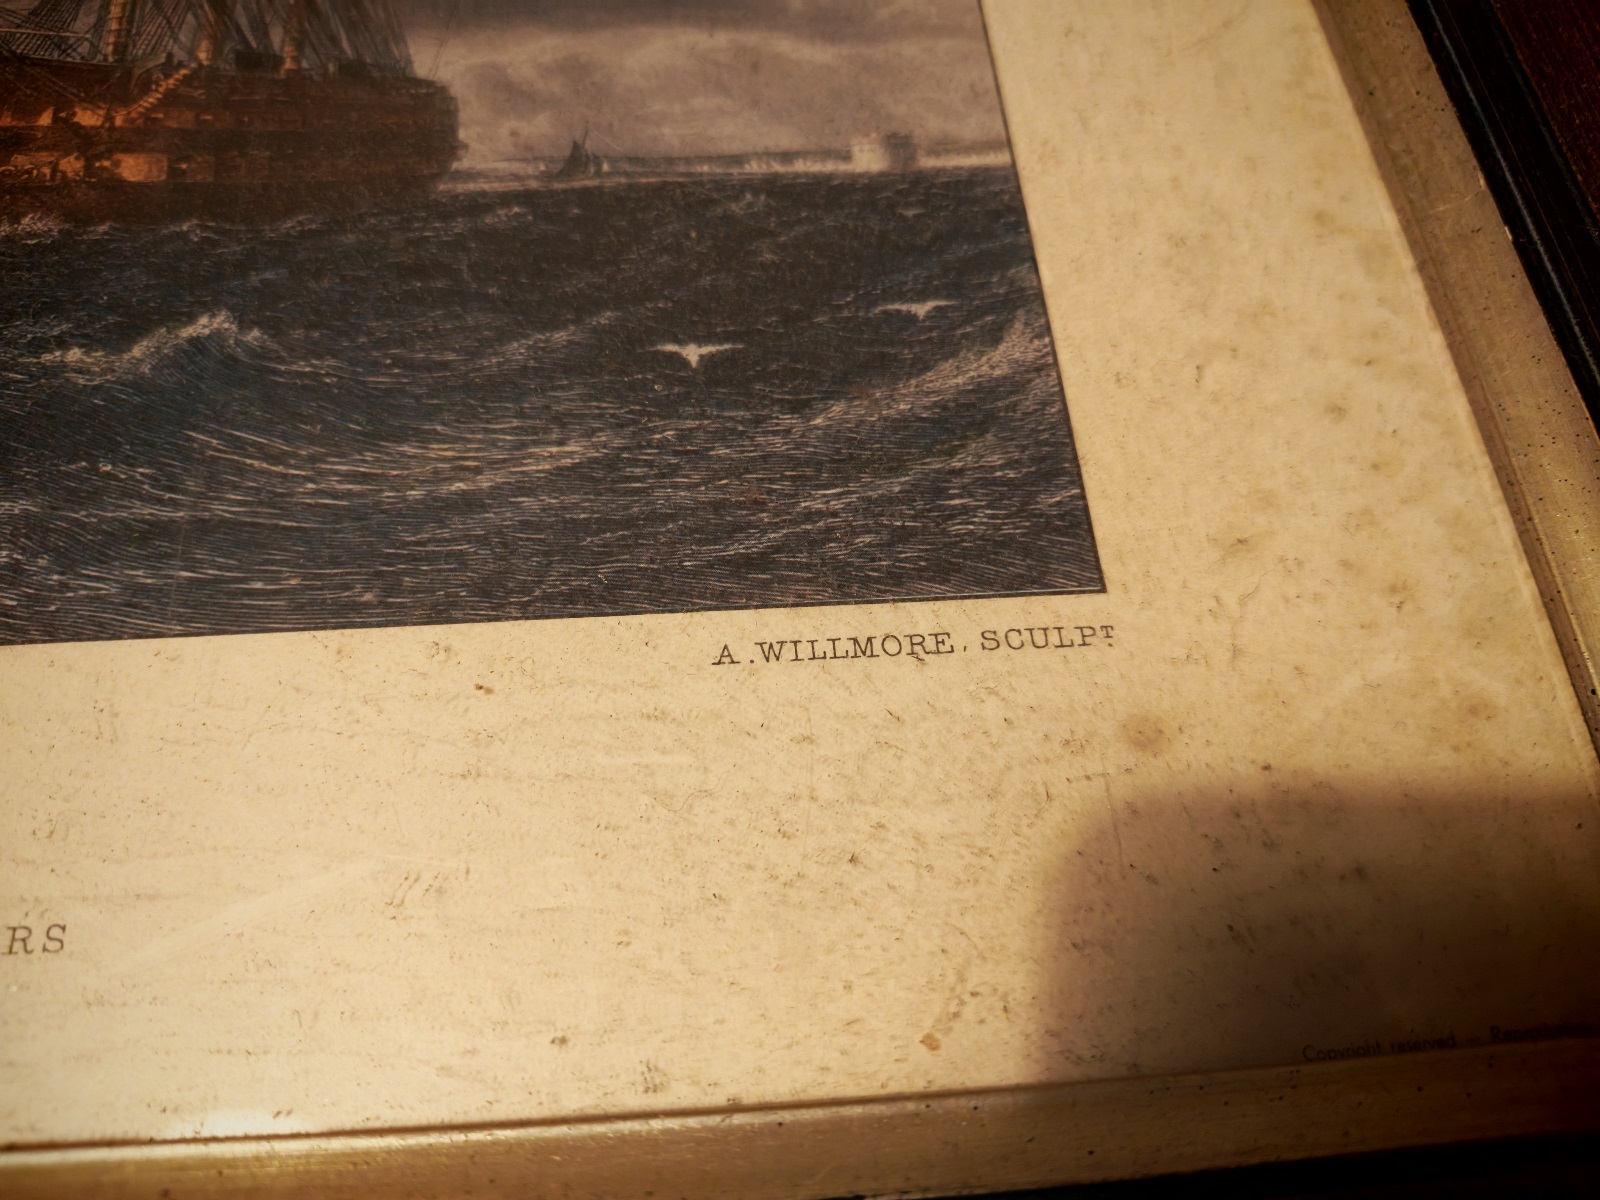 A. WILLMORE, SCULPT
RS
Copyright reserved —